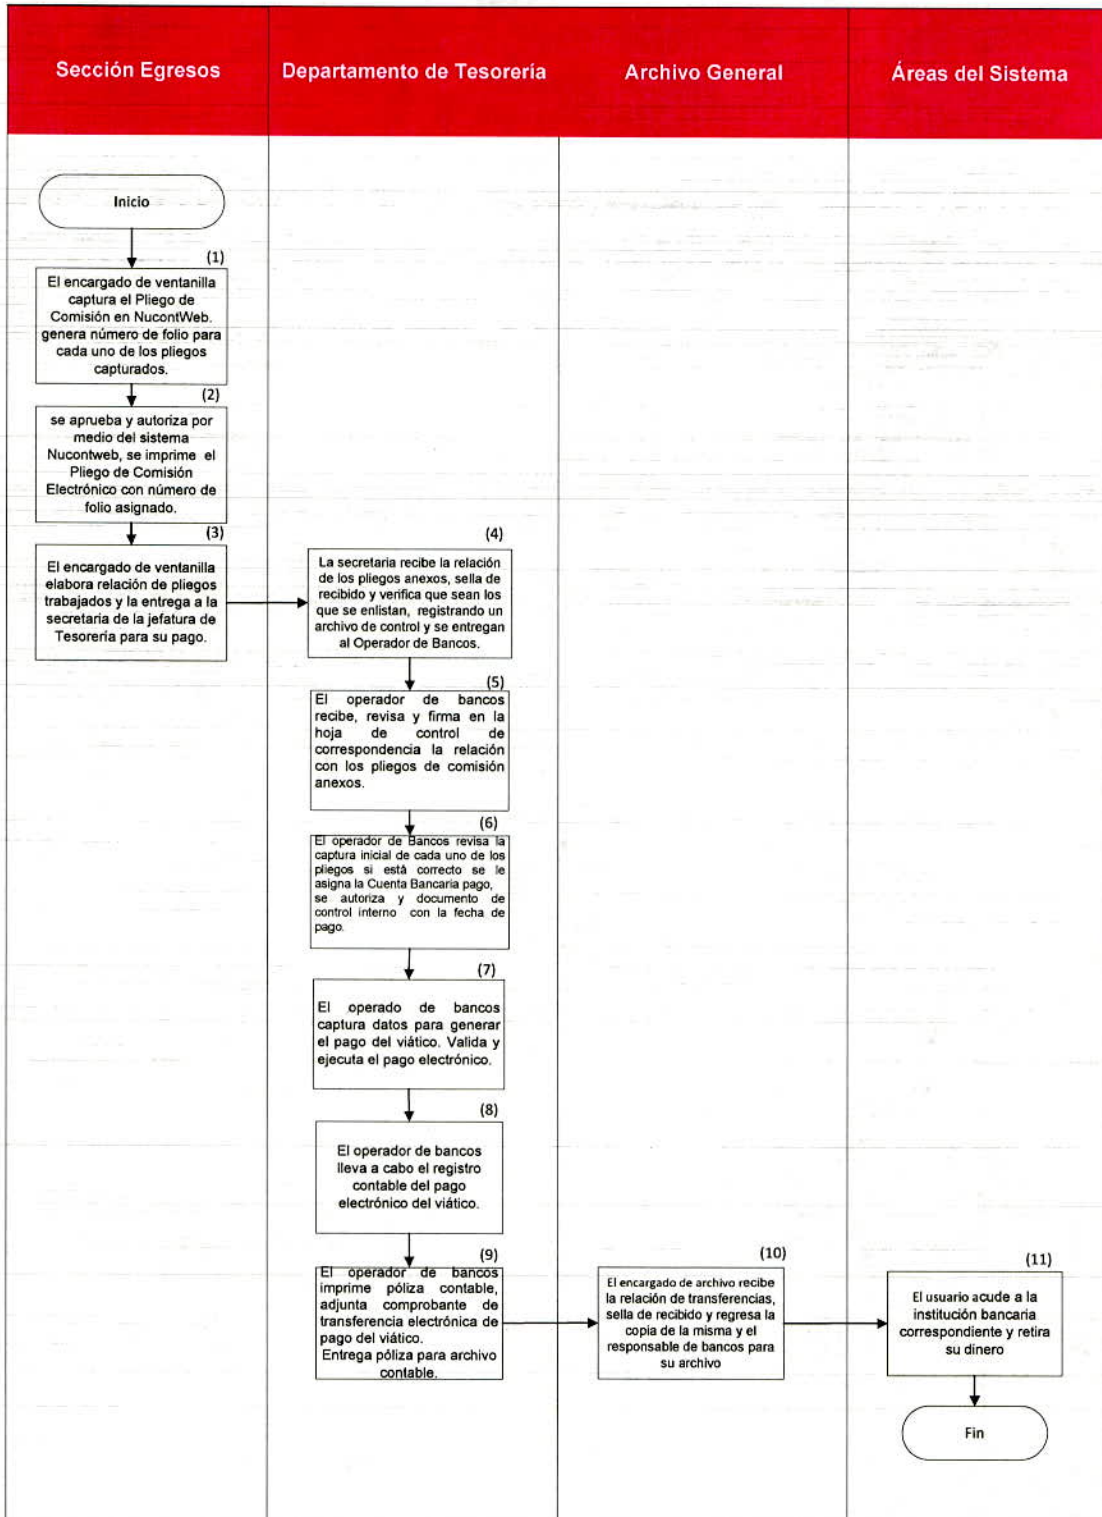 Sección Egresos
Departamento de Tesorería
Archivo General
Áreas del Sistema
Inicio
(1)
El encargado de ventanilla
captura el Pliego de
Comisión en NucontWeb.
genera número de folio para
cada uno de los pliegos
capturados.
(2)
se aprueba y autoriza por
medio del sistema
Nucontweb, se imprime el
Pliego de Comisión
Electrónico con número de
folio asignado.
(3)
El encargado de ventanilla
elabora relación de pliegos
trabajados y la entrega a la
secretaria de la jefatura de
Tesorería para su pago.
(4)
La secretaria recibe la relación
de los pliegos anexos, sella de
recibido y verifica que sean los
que se enlistan, registrando un
archivo de control y se entregan
al Operador de Bancos.
(5)
El operador de bancos
recibe, revisa y firma en la
hoja de control de
correspondencia la relación
con los pliegos de comisión
anexos.
(6)
El operador de Bancos revisa la
captura inicial de cada uno de los
pliegos si está correcto se le
asigna la Cuenta Bancaria pago,
se autoriza y documento de
control interno con la fecha de
pago.
(7)
El operado de bancos
captura datos para generar
el pago del viático. Valida y
ejecuta el pago electrónico.
(8)
El operador de bancos
lleva a cabo el registro
contable del pago
electrónico del viático.
(9)
El operador de bancos
imprime póliza contable,
adjunta comprobante de
transferencia electrónica de
pago del viático.
Entrega póliza para archivo
contable.
(10)
El encargado de archivo recibe
la relación de transferencias,
sella de recibido y regresa la
copia de la misma y el
responsable de bancos para
su archivo
(11)
El usuario acude a la
institución bancaria
correspondiente y retira
su dinero
Fin